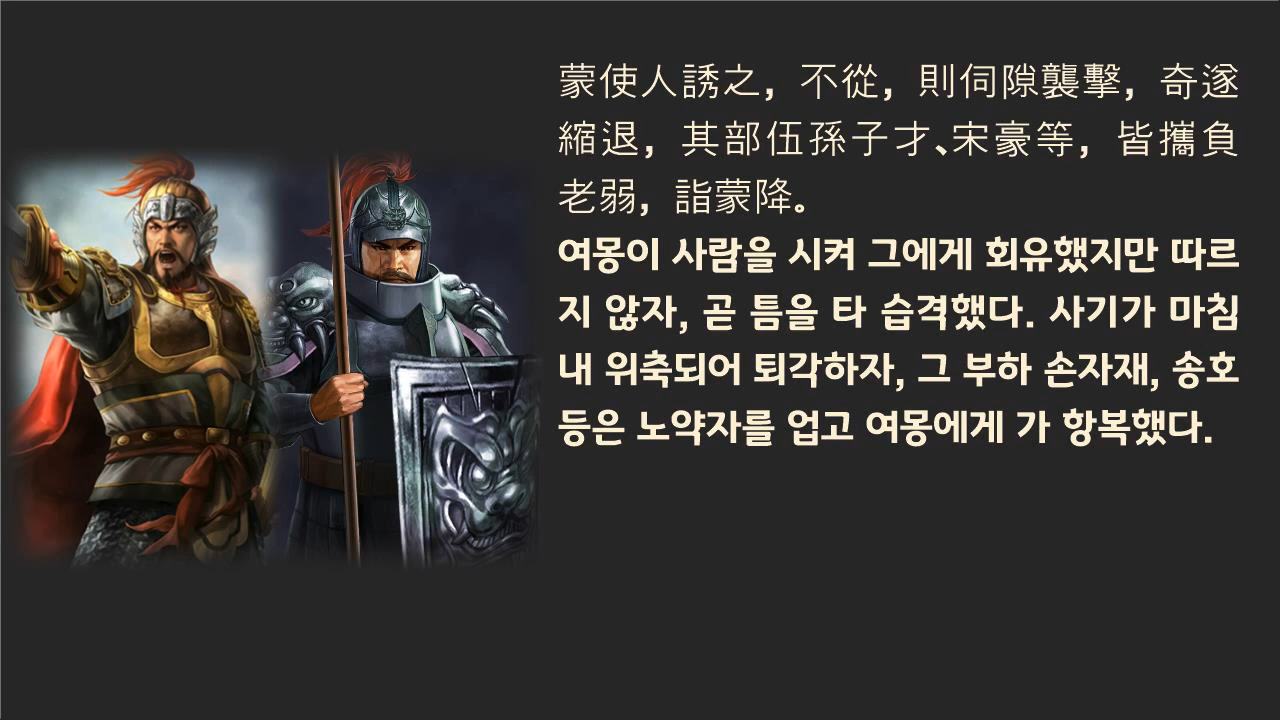 蒙使人誘之, 不從, 則伺隙襲擊, 奇遂
縮退, 其部伍孫子才、宋豪等, 皆攜負
老弱, 詣蒙降。
여몽이 사람을 시켜 그에게 회유했지만 따르
지 않자, 곧 틈을 타 습격했다. 사기가 마침
내 위축되어 퇴각하자, 그 부하 손자재, 송호
등은 노약자를 업고 여몽에게 가 항복했다.